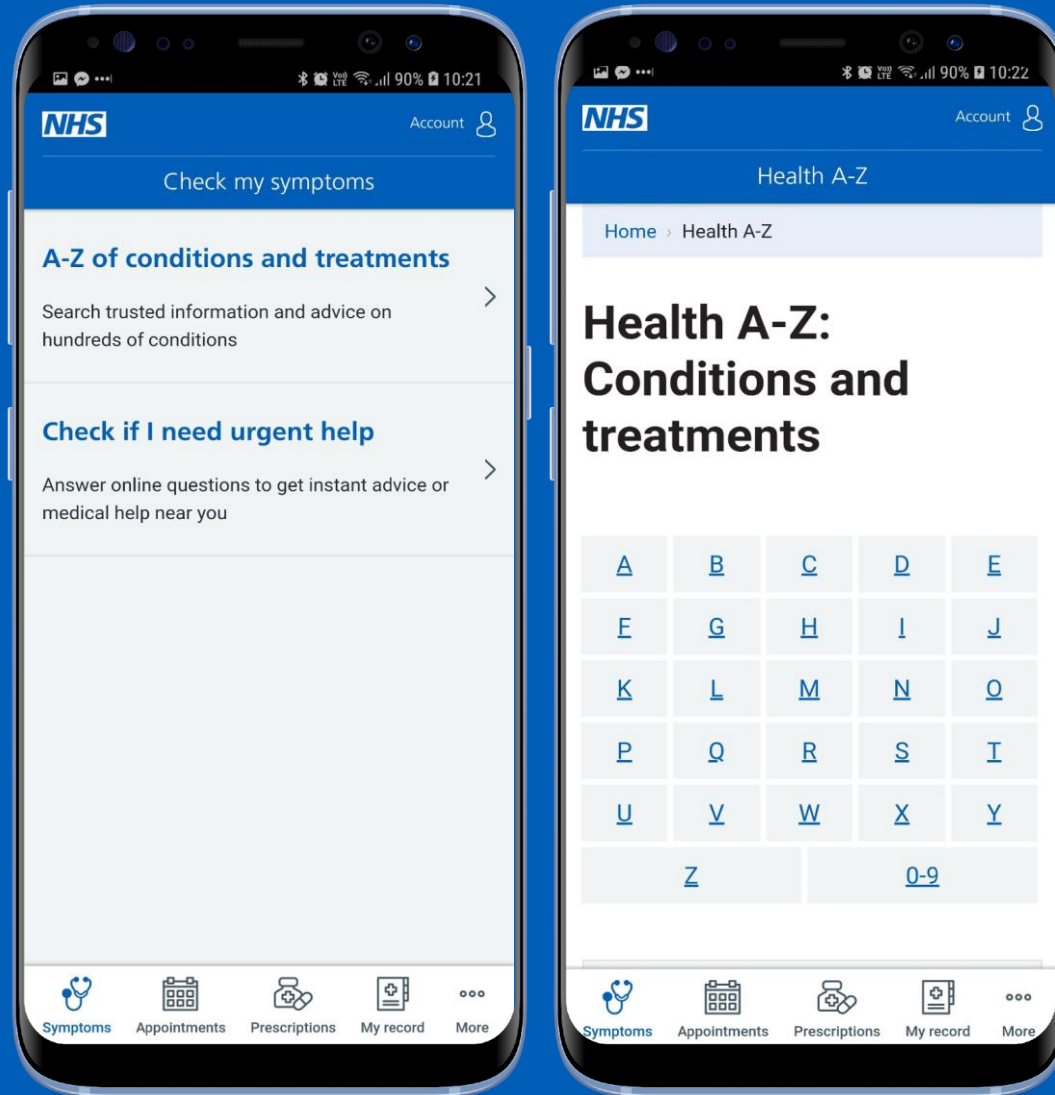 90% 10:21
NHS
Account
Check my symptoms
A-Z of conditions and treatments
Search trusted information and advice on
hundreds of conditions
Check if I need urgent help
Answer online questions to get instant advice or
medical help near you
Symptoms Appointments Prescriptions My record More
90% 10:22
NHS
Account
Health A-Z
Home › Health A-Z
Health A-Z:
Conditions and
treatments
A B C D E
F G H I J
K L M N O
P Q R S T
U V W X Y
Z 0-9
Symptoms Appointments Prescriptions My record More